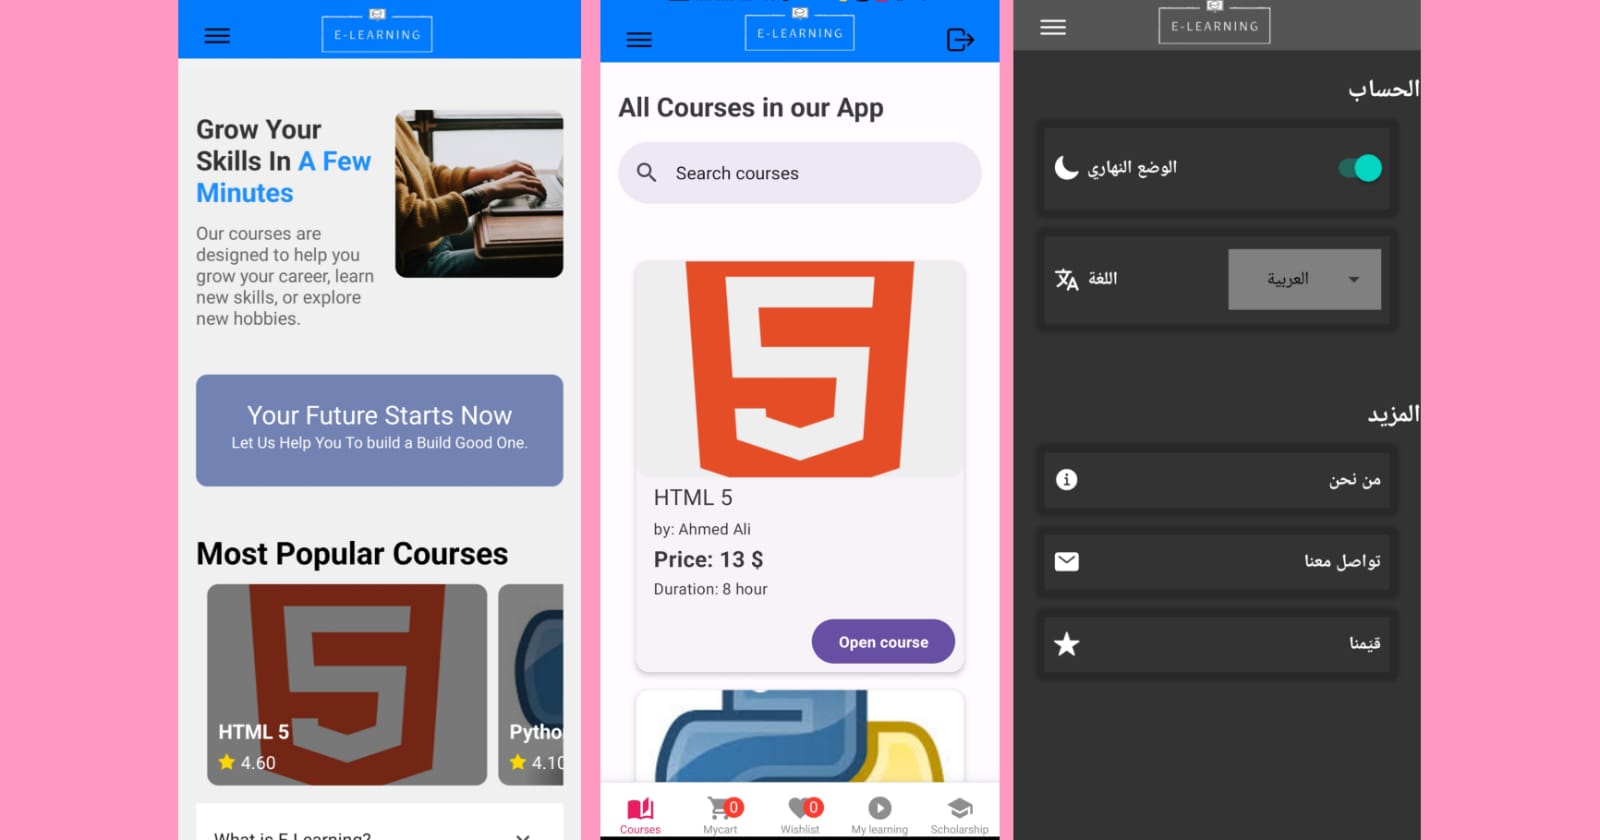 E-LEARNING
Grow Your
Skills In A Few
Minutes
Our courses are
designed to help you
grow your career, learn
new skills, or explore
new hobbies.
Your Future Starts Now
Let Us Help You To build a Build Good One.
Most Popular Courses
HTML 5
4.60
Pytho
4.10
What is E-Learning?
E-LEARNING
All Courses in our App
Search courses
HTML 5
by: Ahmed Ali
Price: 13 $
Duration: 8 hour
Open course
0
0
Courses
Mycart
Wishlist
My learning
Scholarship
E-LEARNING
الحساب
الوضع النهاري
اللغة
العربية
المزيد
من نحن
تواصل معنا
قيَمنا